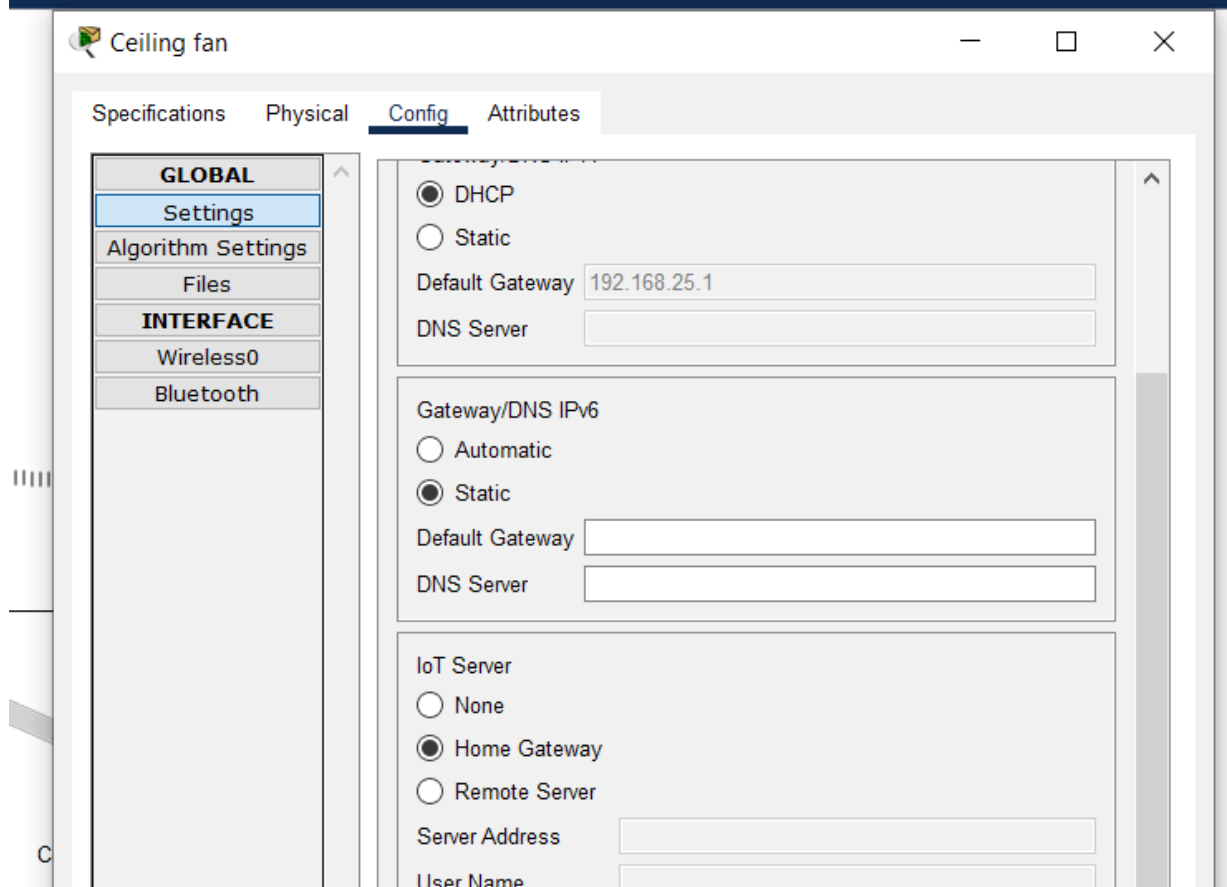 Ceiling fan
Specifications Physical Config Attributes
GLOBAL
Settings
Algorithm Settings
Files
INTERFACE
Wireless0
Bluetooth
DHCP
Static
Default Gateway 192.168.25.1
DNS Server
Gateway/DNS IPv6
Automatic
Static
Default Gateway
DNS Server
IoT Server
None
Home Gateway
Remote Server
Server Address
User Name
C